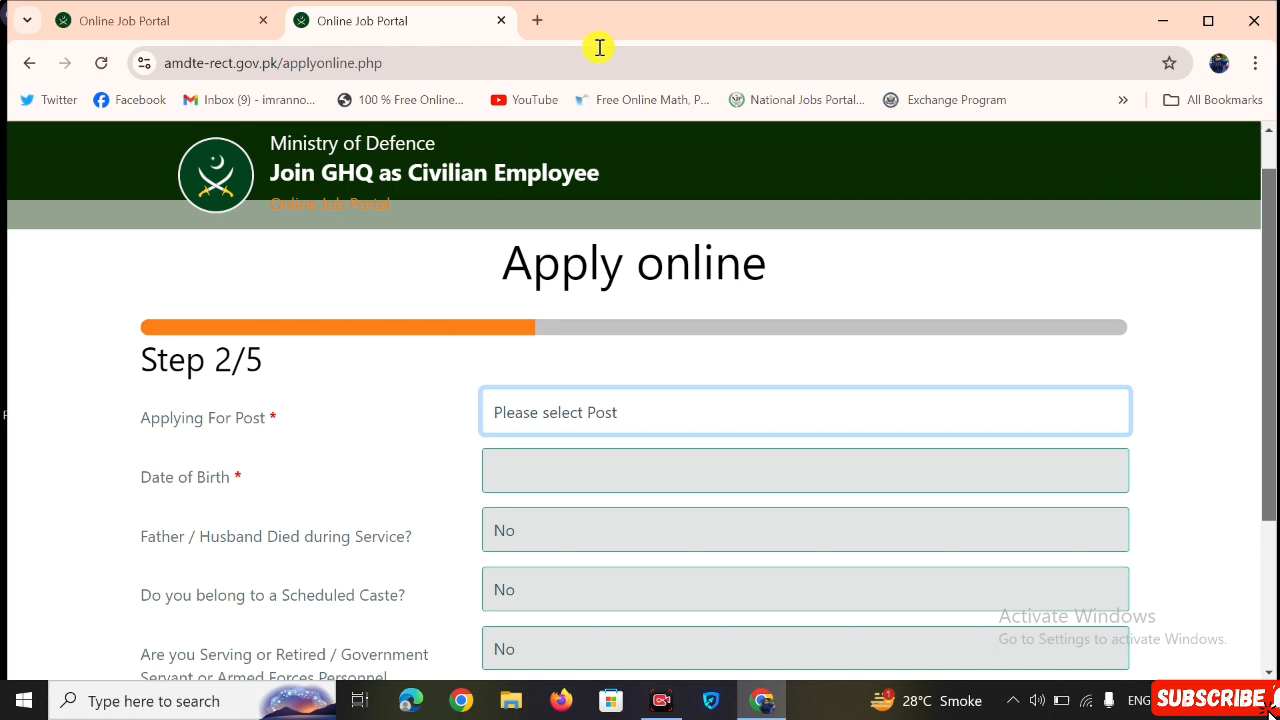 Online Job Portal
Online Job Portal
amdte-rect.gov.pk/applyonline.php
Twitter
Facebook
Inbox (9) - imranno...
100 % Free Online...
YouTube
Free Online Math, P...
National Jobs Portal...
Exchange Program
All Bookmarks
Ministry of Defence
Join GHQ as Civilian Employee
Online Job Portal
Apply online
Step 2/5
Applying For Post *
Please select Post
Date of Birth *
Father / Husband Died during Service?
No
Do you belong to a Scheduled Caste?
No
Are you Serving or Retired / Government
Servant or Armed Forces Personnel
No
Activate Windows
Go to Settings to activate Windows.
Type here to search
28°C Smoke
ENG
SUBSCRIBE